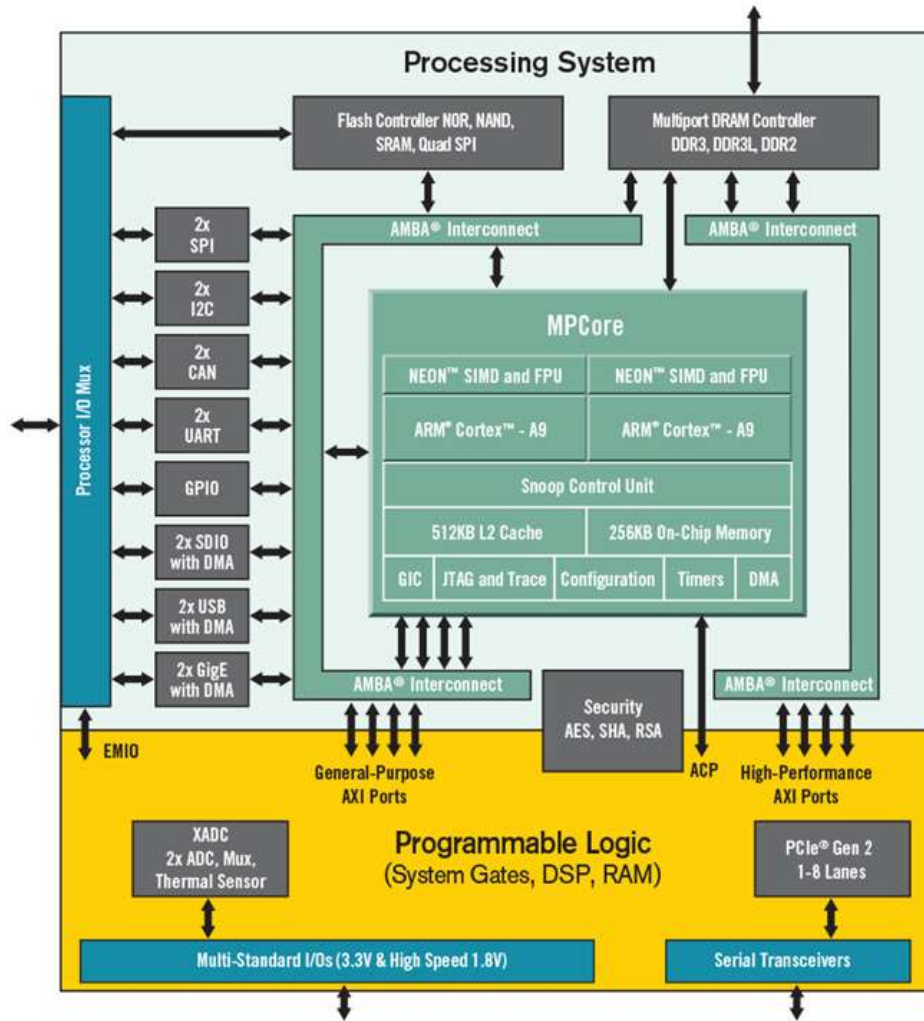 Processing System
Flash Controller NOR, NAND,
SRAM, Quad SPI
Multiport DRAM Controller
DDR3, DDR3L, DDR2
AMBA® Interconnect
AMBA® Interconnect
Processor I/O Mux
2x
SPI
2x
I2C
2x
CAN
2x
UART
GPIO
2x SDIO
with DMA
2x USB
with DMA
2x GigE
with DMA
MPCore
NEON™ SIMD and FPU
NEON™ SIMD and FPU
ARM® Cortex™ - A9
ARM® Cortex™ - A9
Snoop Control Unit
512KB L2 Cache
256KB On-Chip Memory
GIC
JTAG and Trace
Configuration
Timers
DMA
AMBA® Interconnect
AMBA® Interconnect
Security
AES, SHA, RSA
EMIO
General-Purpose
AXI Ports
ACP
High-Performance
AXI Ports
XADC
2x ADC, Mux,
Thermal Sensor
Programmable Logic
(System Gates, DSP, RAM)
PCIe® Gen 2
1-8 Lanes
Multi-Standard I/Os (3.3V & High Speed 1.8V)
Serial Transceivers